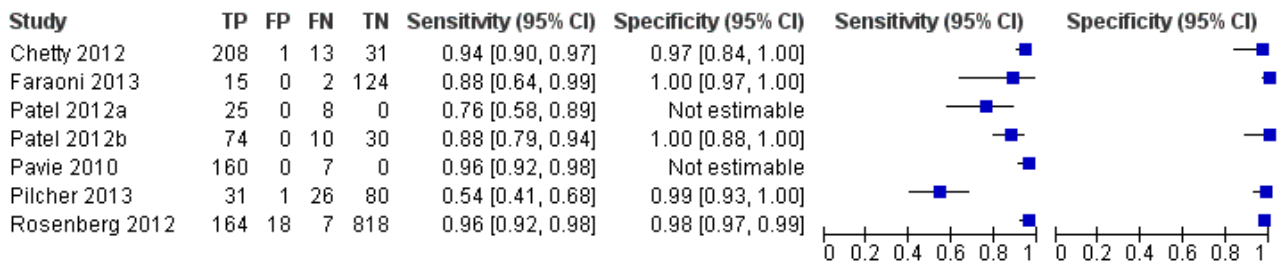 Study TP FP FN TN Sensitivity (95% CI) Specificity (95% CI) Sensitivity (95% CI) Specificity (95% CI)
Chetty 2012 208 1 13 31 0.94 [0.90, 0.97] 0.97 [0.84, 1.00]
Faraoni 2013 15 0 2 124 0.88 [0.64, 0.99] 1.00 [0.97, 1.00]
Patel 2012a 25 0 8 0 0.76 [0.58, 0.89] Not estimable
Patel 2012b 74 0 10 30 0.88 [0.79, 0.94] 1.00 [0.88, 1.00]
Pavie 2010 160 0 7 0 0.96 [0.92, 0.98] Not estimable
Pilcher 2013 31 1 26 80 0.54 [0.41, 0.68] 0.99 [0.93, 1.00]
Rosenberg 2012 164 18 7 818 0.96 [0.92, 0.98] 0.98 [0.97, 0.99]
0 0.2 0.4 0.6 0.8 1 0 0.2 0.4 0.6 0.8 1